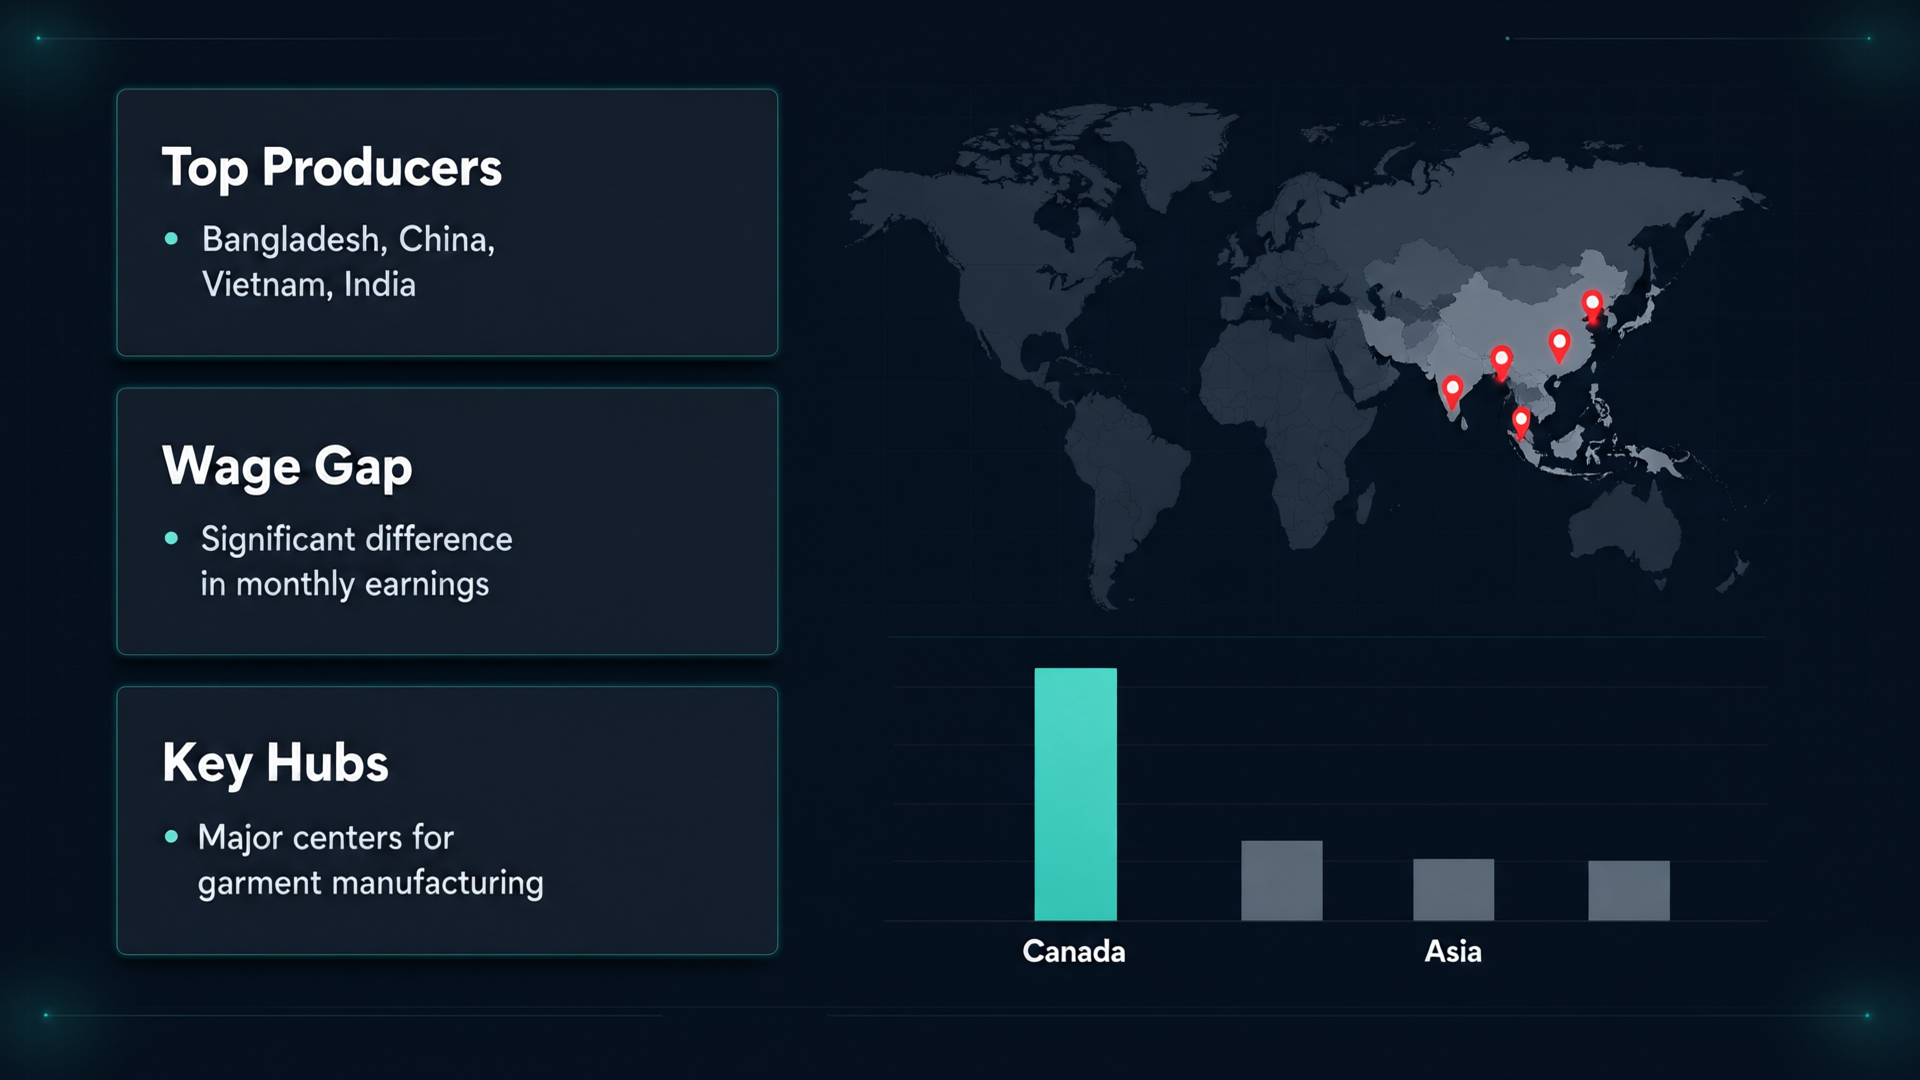 Top Producers
Bangladesh, China,
Vietnam, India
Wage Gap
Significant difference
in monthly earnings
Key Hubs
Major centers for
garment manufacturing
Canada
Asia